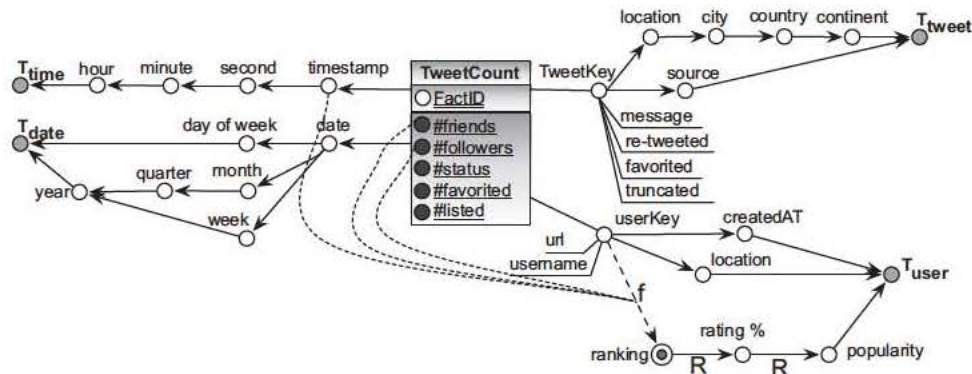 location city country continent T tweet
T time hour minute second timestamp TweetCount TweetKey source
FactID
message
T date day of week date #friends re-tweeted
#followers favorited
#status truncated
year quarter month #favorited
week #listed
userKey createdAT
url
username location T user
f
ranking rating % popularity
R R